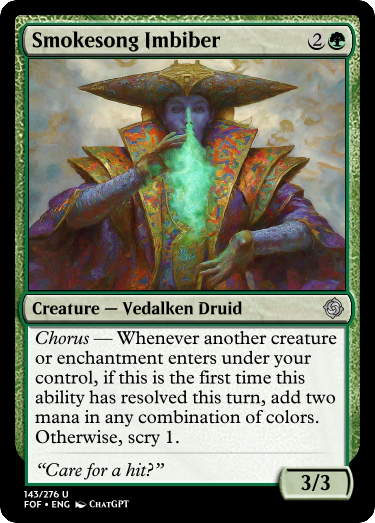 Smokesong Imbiber 2
Creature — Vedalken Druid
Chorus — Whenever another creature
or enchantment enters under your
control, if this is the first time this
ability has resolved this turn, add two
mana in any combination of colors.
Otherwise, scry 1.
“Care for a hit?”
3/3
143/276 U
FOF • ENG ChatGPT